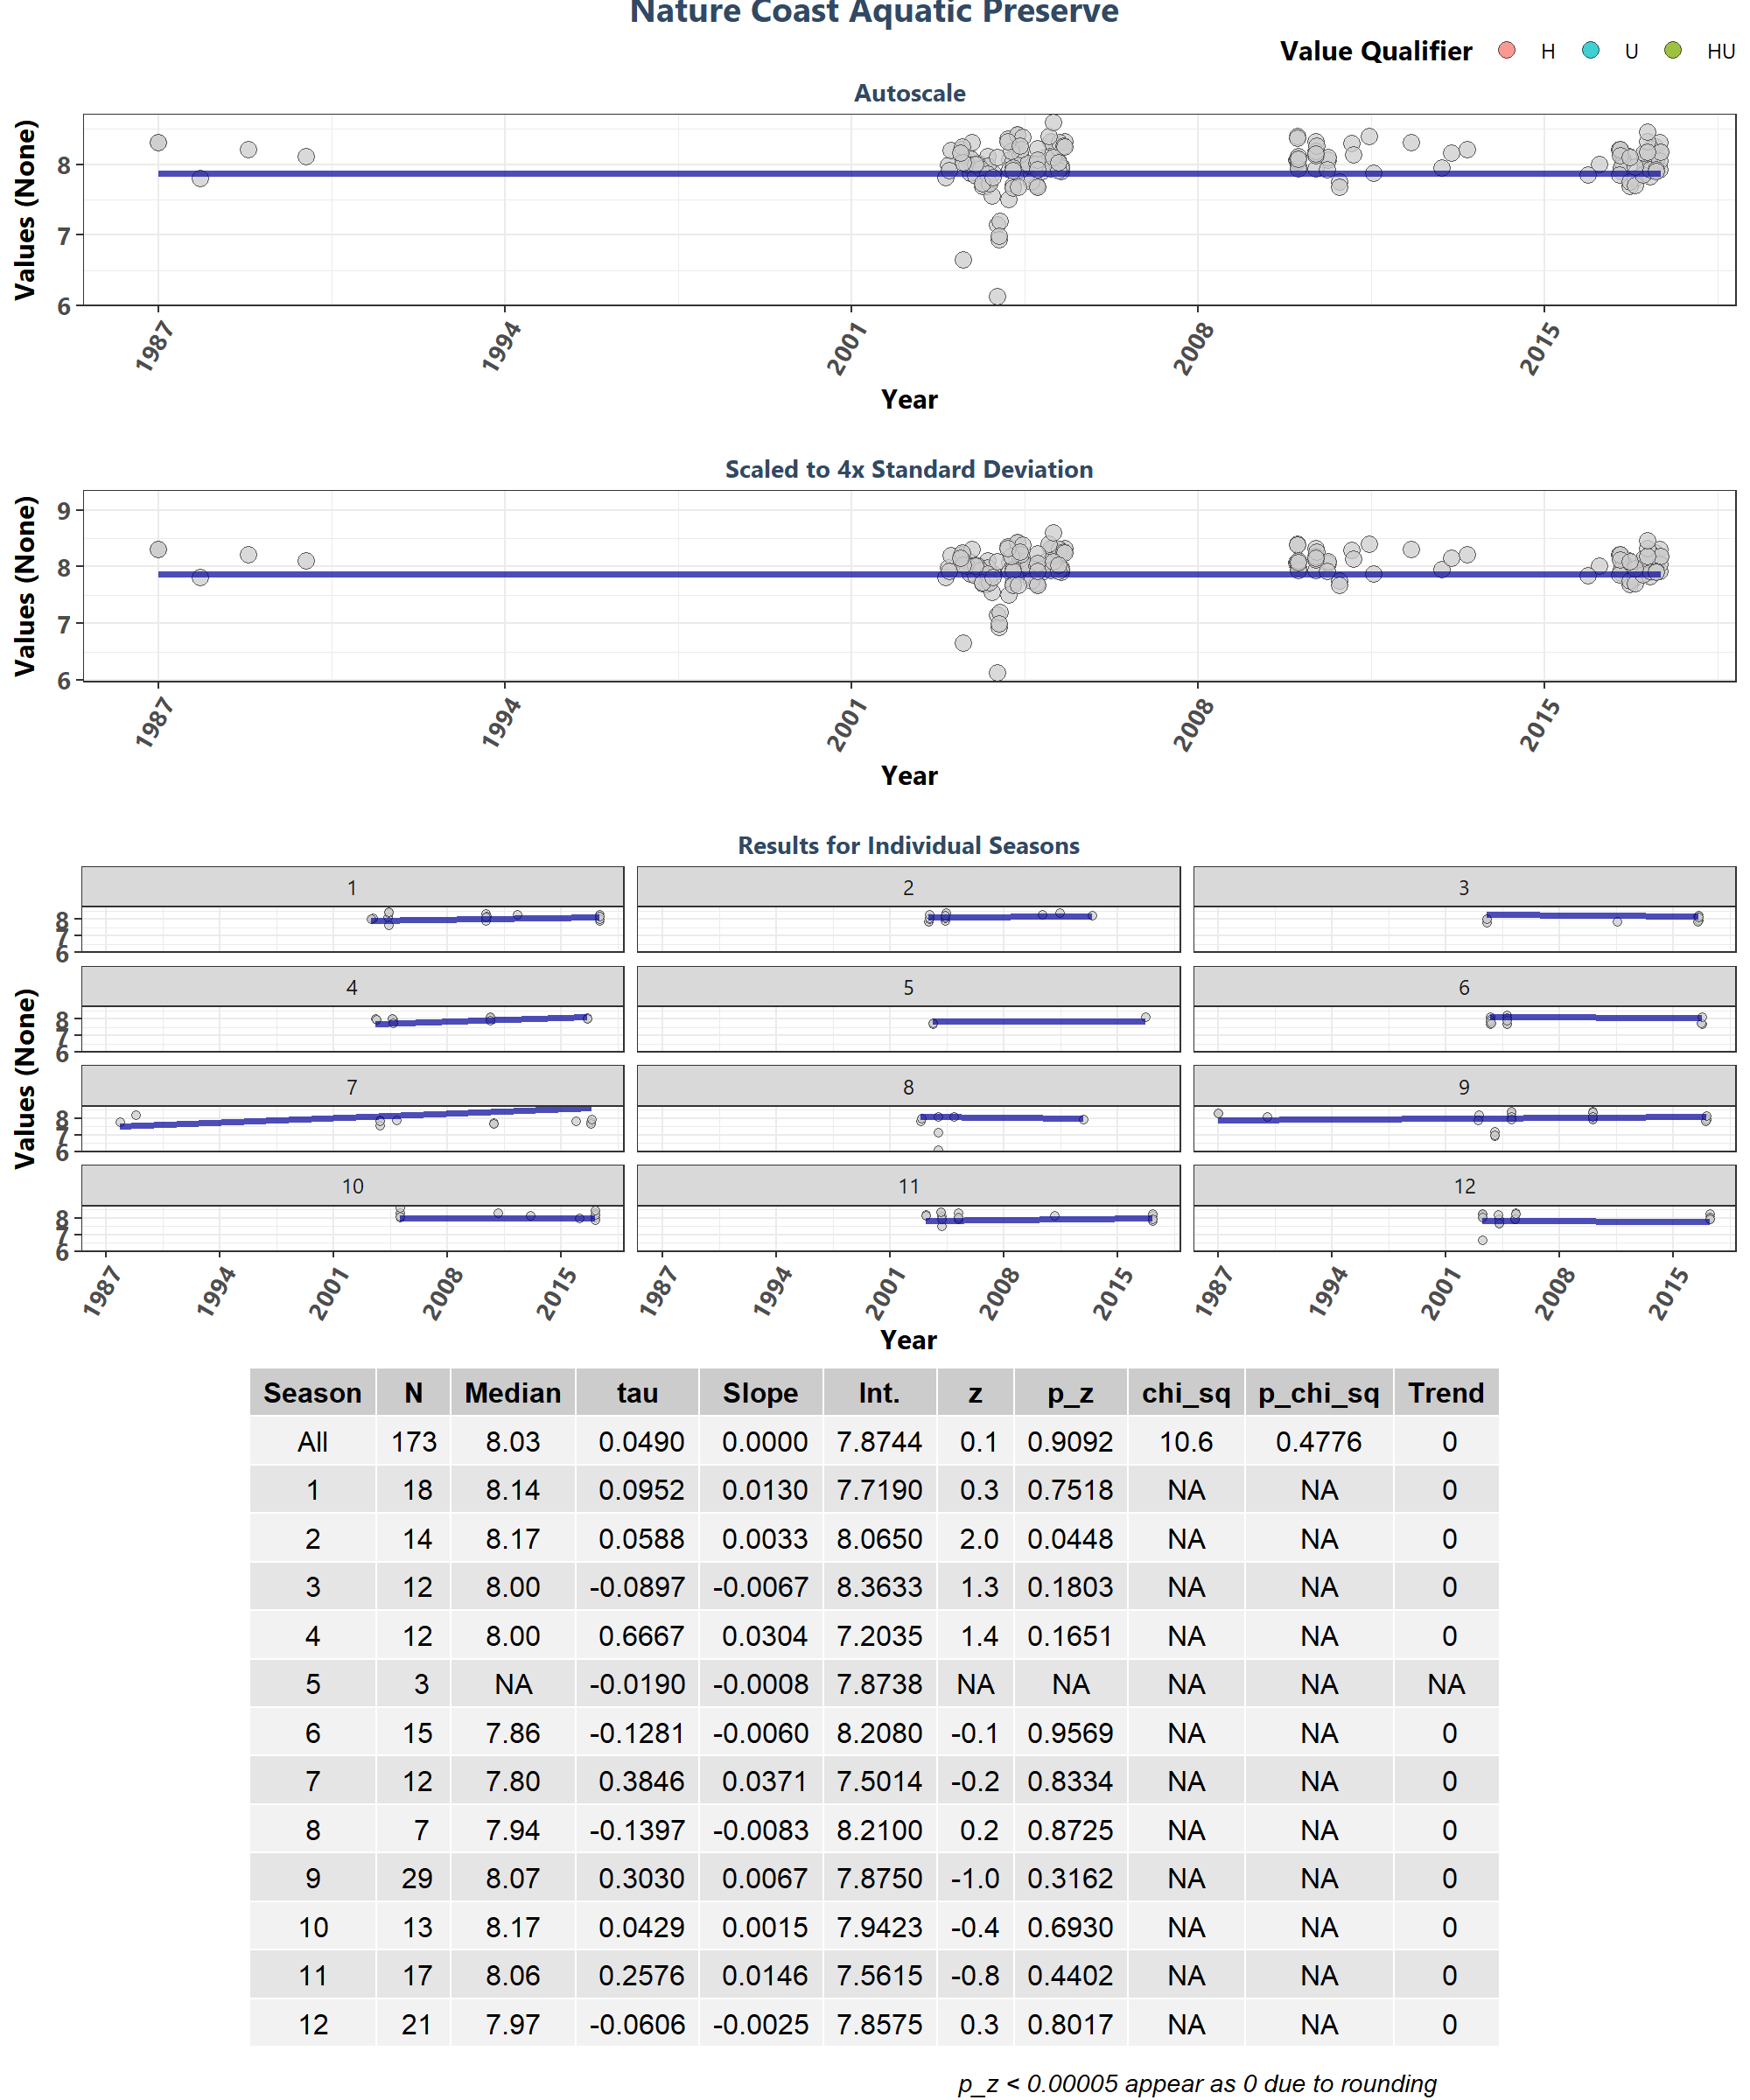 Nature Coast Aquatic Preserve
Value Qualifier H U HU
Autoscale
Values (None)
8
7
6
1987 1994 2001 2008 2015
Year
Scaled to 4x Standard Deviation
Values (None)
9
8
7
6
1987 1994 2001 2008 2015
Year
Results for Individual Seasons
Values (None)
1 2 3
8
7
6
4 5 6
8
7
6
7 8 9
8
7
6
10 11 12
8
7
6
1987 1994 2001 2008 2015 1987 1994 2001 2008 2015 1987 1994 2001 2008 2015
Year
Season N Median tau Slope Int. z p_z chi_sq p_chi_sq Trend
All 173 8.03 0.0490 0.0000 7.8744 0.1 0.9092 10.6 0.4776 0
1 18 8.14 0.0952 0.0130 7.7190 0.3 0.7518 NA NA 0
2 14 8.17 0.0588 0.0033 8.0650 2.0 0.0448 NA NA 0
3 12 8.00 -0.0897 -0.0067 8.3633 1.3 0.1803 NA NA 0
4 12 8.00 0.6667 0.0304 7.2035 1.4 0.1651 NA NA 0
5 3 NA -0.0190 -0.0008 7.8738 NA NA NA NA NA
6 15 7.86 -0.1281 -0.0060 8.2080 -0.1 0.9569 NA NA 0
7 12 7.80 0.3846 0.0371 7.5014 -0.2 0.8334 NA NA 0
8 7 7.94 -0.1397 -0.0083 8.2100 0.2 0.8725 NA NA 0
9 29 8.07 0.3030 0.0067 7.8750 -1.0 0.3162 NA NA 0
10 13 8.17 0.0429 0.0015 7.9423 -0.4 0.6930 NA NA 0
11 17 8.06 0.2576 0.0146 7.5615 -0.8 0.4402 NA NA 0
12 21 7.97 -0.0606 -0.0025 7.8575 0.3 0.8017 NA NA 0
p_z < 0.00005 appear as 0 due to rounding